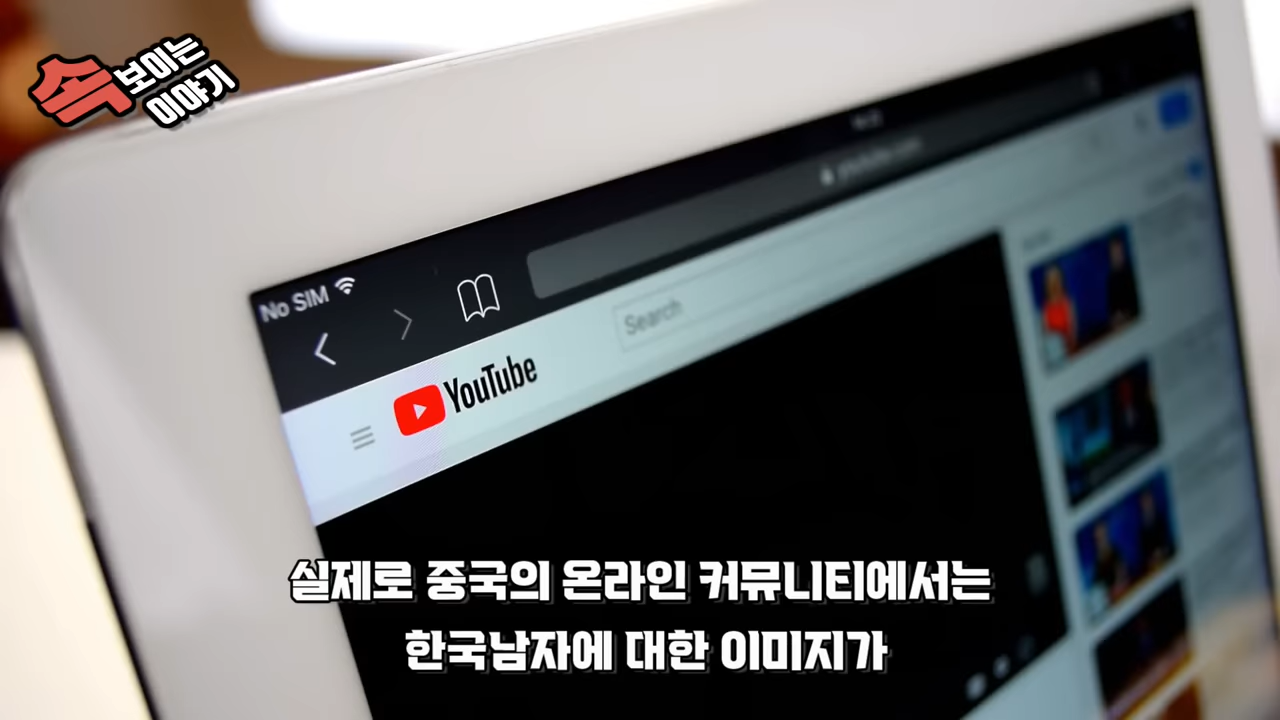 속보이는
이야기
No SIM
Search
YouTube
실제로 중국의 온라인 커뮤니티에서는
한국남자에 대한 이미지가